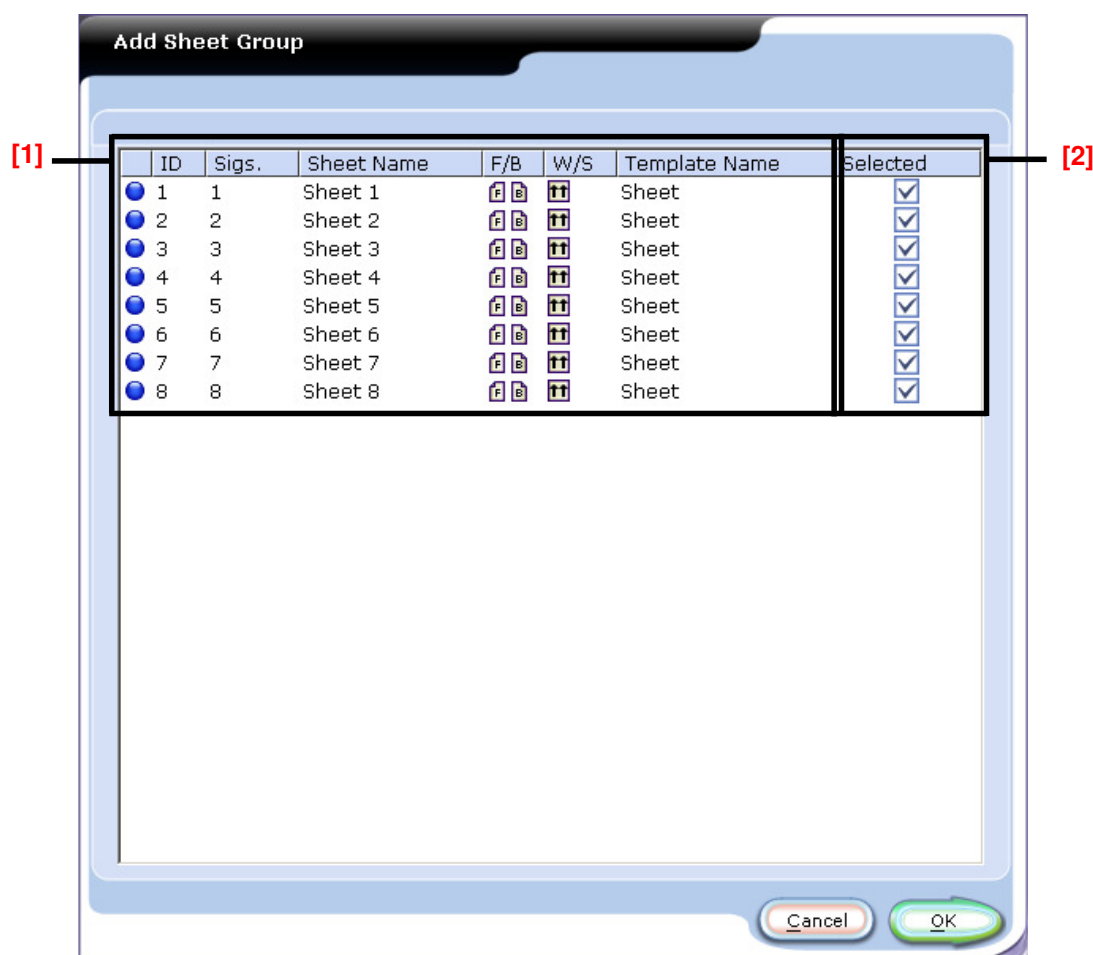 Add Sheet Group
[1]
[2]
ID Sigs. Sheet Name F/B W/S Template Name Selected
1 1 Sheet 1 F B Sheet
2 2 Sheet 2 F B Sheet
3 3 Sheet 3 F B Sheet
4 4 Sheet 4 F B Sheet
5 5 Sheet 5 F B Sheet
6 6 Sheet 6 F B Sheet
7 7 Sheet 7 F B Sheet
8 8 Sheet 8 F B Sheet
Cancel OK